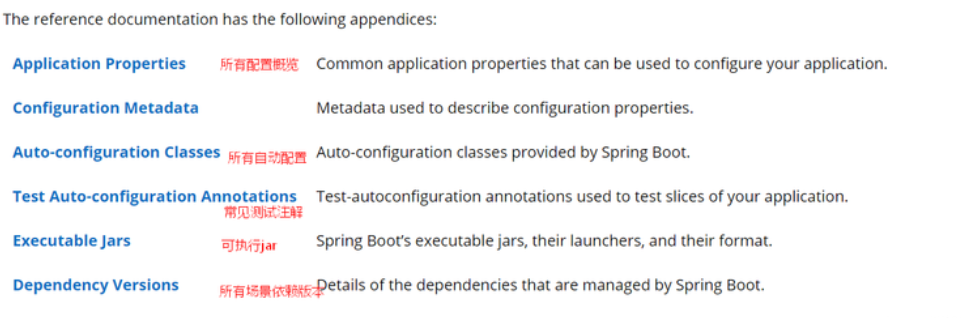 The reference documentation has the following appendices:
Application Properties 所有配置概览 Common application properties that can be used to configure your application.
Configuration Metadata Metadata used to describe configuration properties.
Auto-configuration Classes 所有自动配置 Auto-configuration classes provided by Spring Boot.
Test Auto-configuration Annotations Test-autoconfiguration annotations used to test slices of your application.
常见测试注解
Executable Jars 可执行jar Spring Boot's executable jars, their launchers, and their format.
Dependency Versions 所有场景依赖版本 Details of the dependencies that are managed by Spring Boot.